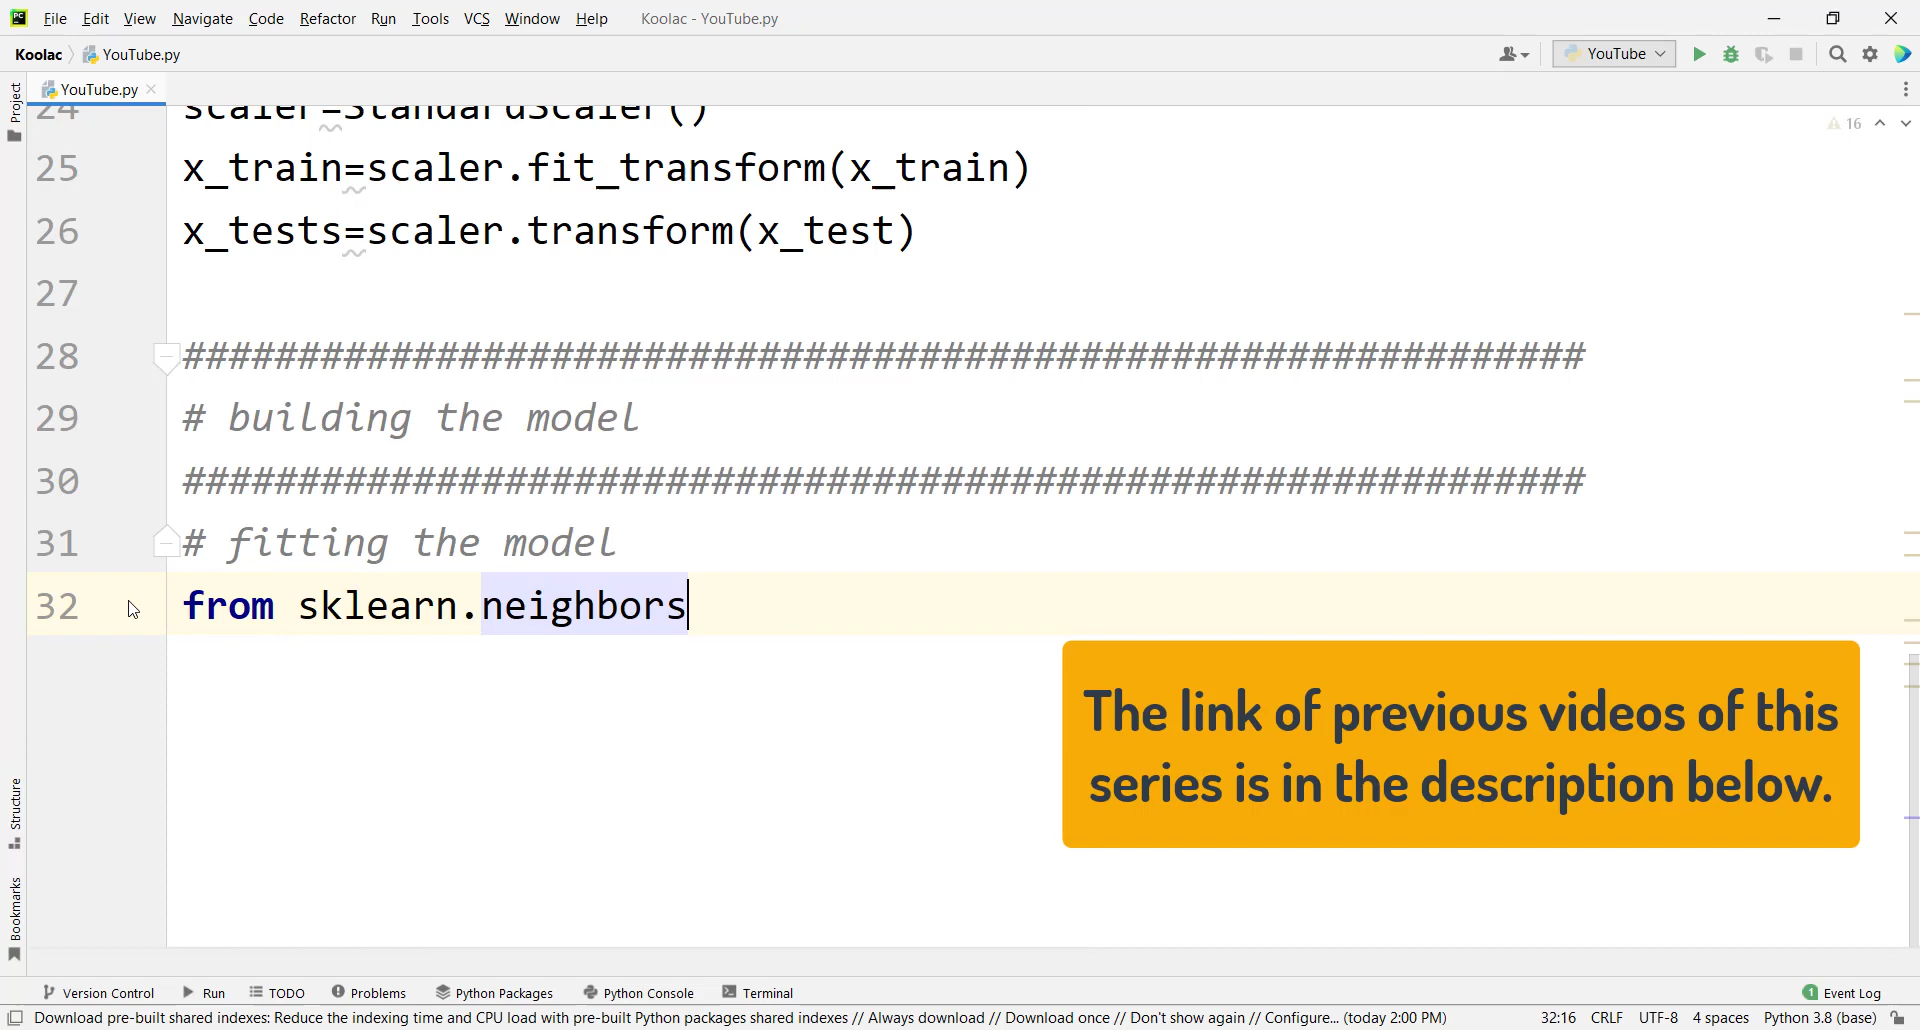 File Edit View Navigate Code Refactor Run Tools VCS Window Help Koolac - YouTube.py
Koolac YouTube.py YouTube
Project
YouTube.py
24 scaler=StandardScaler()
16
25 x_train=scaler.fit_transform(x_train)
26 x_tests=scaler.transform(x_test)
27
28 #############################################################
29 # building the model
30 #############################################################
31 # fitting the model
32 from sklearn.neighbors
The link of previous videos of this
series is in the description below.
Structure
Bookmarks
Version Control Run TODO Problems Python Packages Python Console Terminal 1 Event Log
Download pre-built shared indexes: Reduce the indexing time and CPU load with pre-built Python packages shared indexes // Always download // Download once // Don't show again // Configure... (today 2:00 PM) 32:16 CRLF UTF-8 4 spaces Python 3.8 (base)